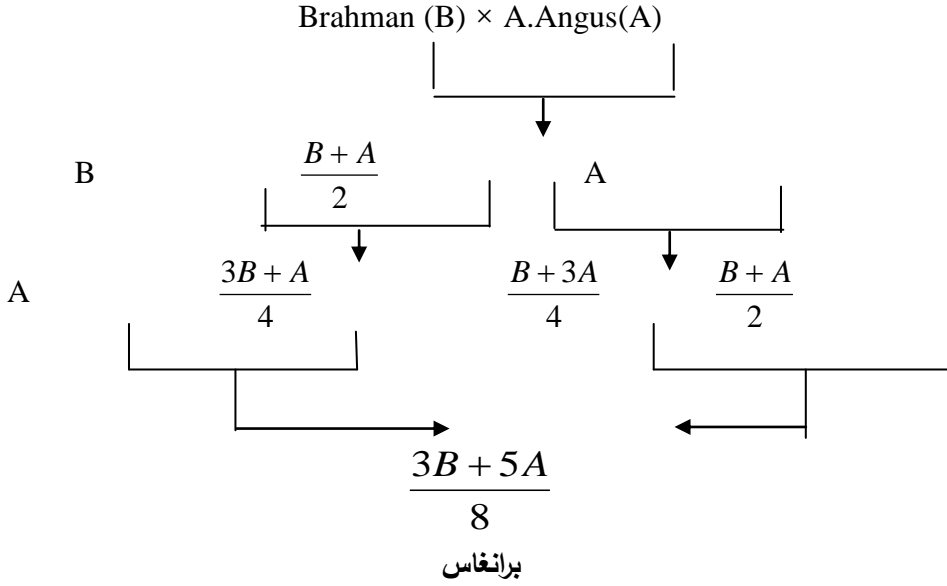 Brahman (B) × A.Angus(A)
B (B + A)/2 A
A (3B + A)/4 (B + 3A)/4 (B + A)/2
(3B + 5A)/8
برانغاس